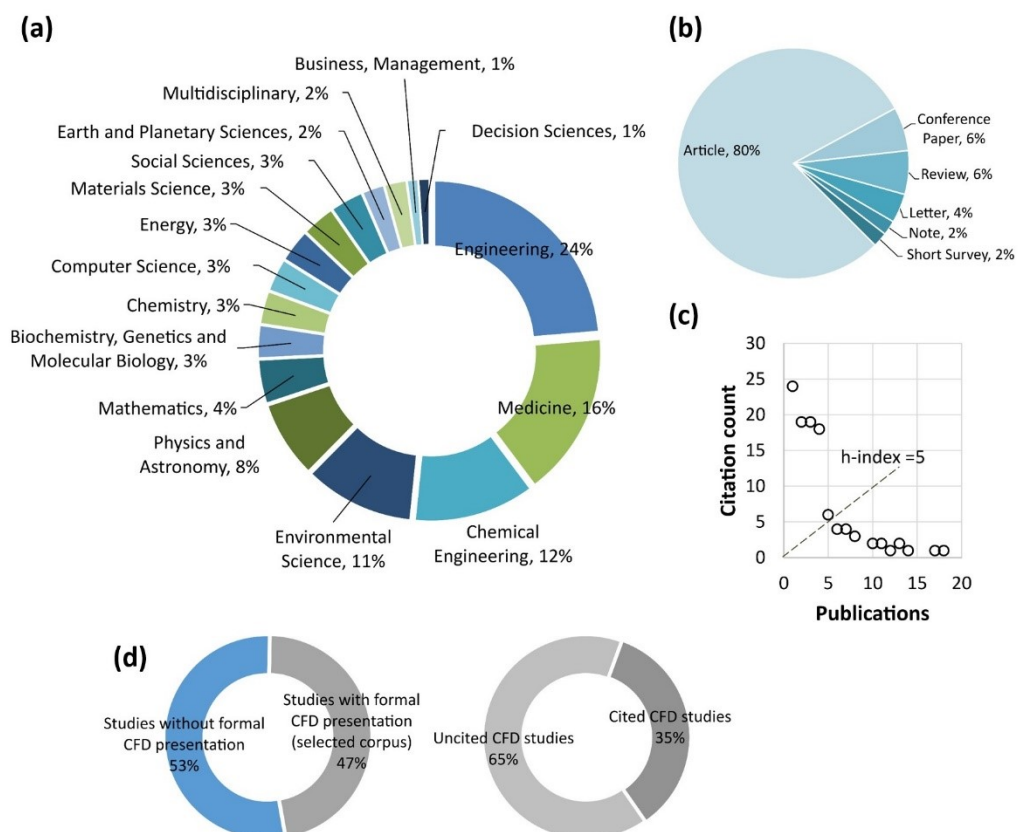 (a)
Business, Management, 1%
Multidisciplinary, 2%
Decision Sciences, 1%
Earth and Planetary Sciences, 2%
Social Sciences, 3%
Materials Science, 3%
Energy, 3%
Computer Science, 3%
Chemistry, 3%
Biochemistry, Genetics and
Molecular Biology, 3%
Mathematics, 4%
Physics and
Astronomy, 8%
Environmental
Science, 11%
Chemical
Engineering, 12%
Medicine, 16%
Engineering, 24%
(b)
Article, 80%
Conference
Paper, 6%
Review, 6%
Letter, 4%
Note, 2%
Short Survey, 2%
(c)
Citation count
30
25
20
15
10
5
0
h-index =5
0
5
10
15
20
Publications
(d)
Studies without formal
CFD presentation
53%
Studies with formal
CFD presentation
(selected corpus)
47%
Uncited CFD studies
65%
Cited CFD studies
35%